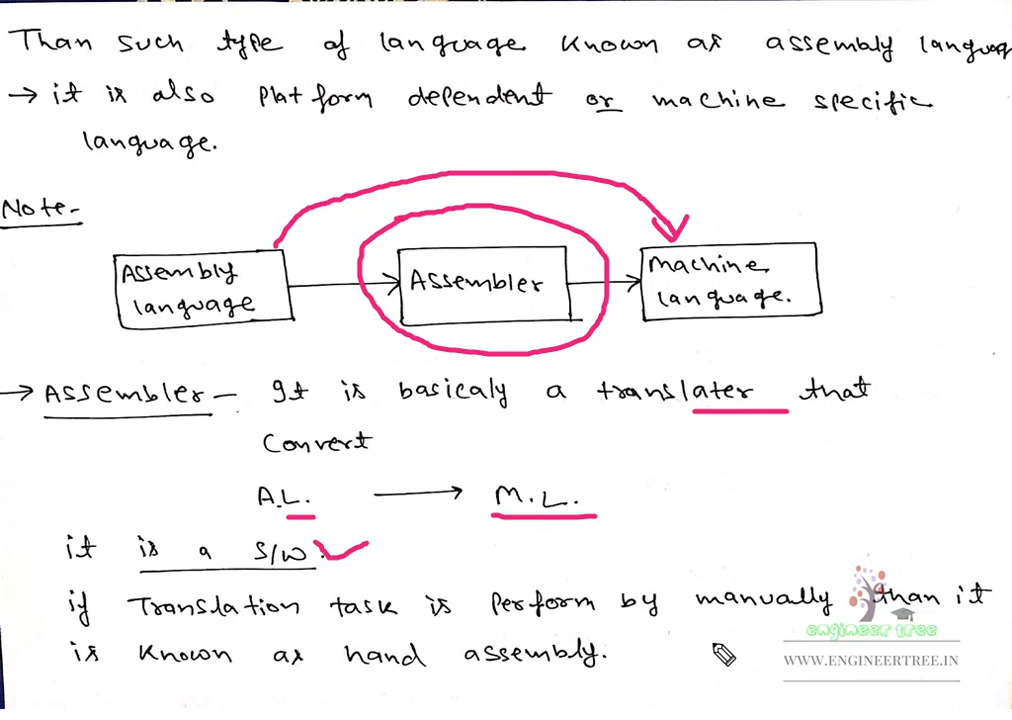 Than such type of language known as assembly languag
→ it is also platform dependent or machine specific
language.
Note-
Assembly
language
Assembler
Machine
language.
→ Assembler - It is basicaly a translater that
Convert
A.L. → M.L.
it is a S/W.
if Translation task is perform by manually than it
is known as hand assembly.
engineer tree
WWW.ENGINEERTREE.IN